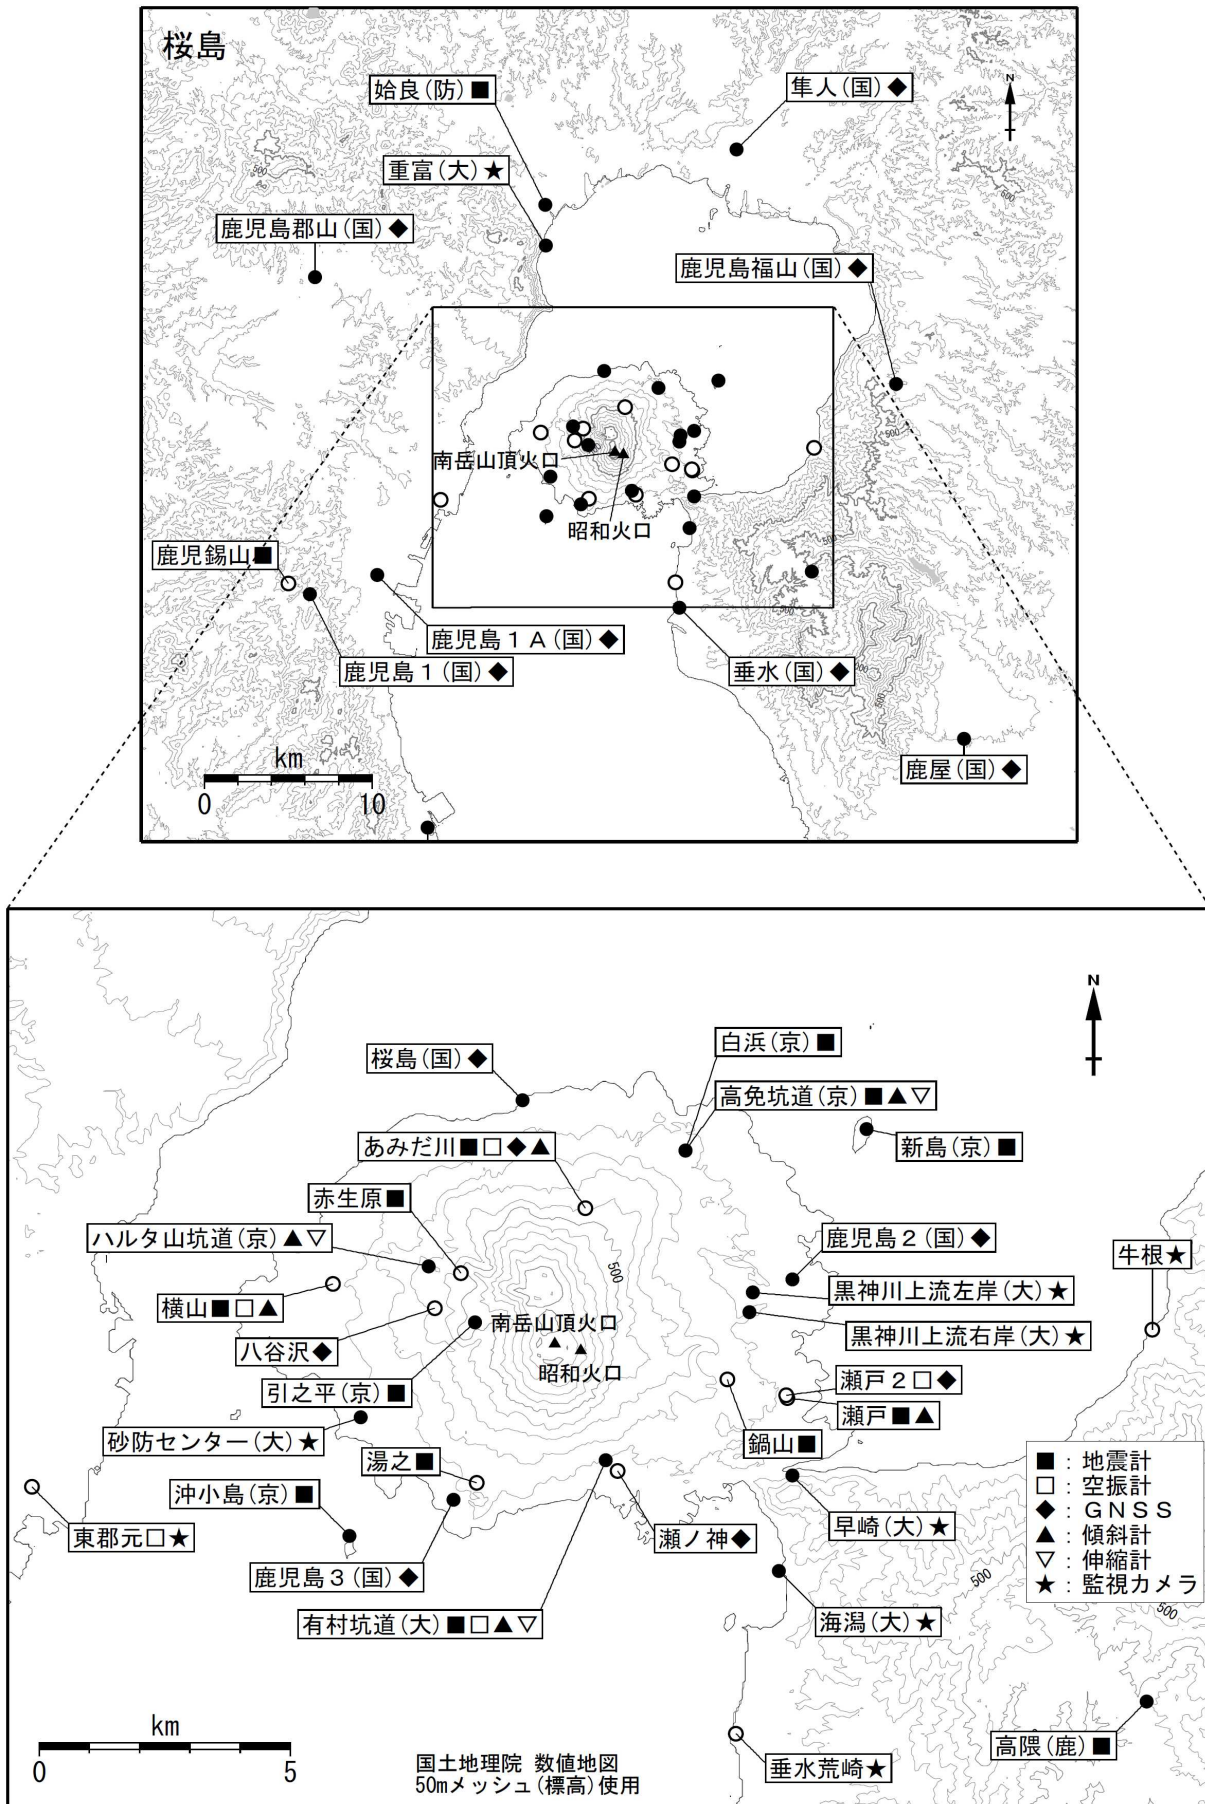 桜島
N
姶良(防)■
隼人(国)◆
重富(大)★
鹿児島郡山(国)◆
鹿児島福山(国)◆
500
600
南岳山頂火口
昭和火口
鹿児錫山■
500
鹿児島１Ａ(国)◆
鹿児島１(国)◆
垂水(国)◆
500
鹿屋(国)◆
km
0 10
N
白浜(京)■
桜島(国)◆
高免坑道(京)■▲▽
新島(京)■
あみだ川■□◆▲
赤生原■
ハルタ山坑道(京)▲▽
鹿児島２(国)◆
牛根★
500
黒神川上流左岸(大)★
横山■□▲
南岳山頂火口
黒神川上流右岸(大)★
八谷沢◆
昭和火口
瀬戸２□◆
引之平(京)■
瀬戸■▲
砂防センター(大)★
鍋山■
湯之■
■：地震計
□：空振計
◆：ＧＮＳＳ
▲：傾斜計
▽：伸縮計
★：監視カメラ
沖小島(京)■
東郡元□★
瀬ノ神◆
早崎(大)★
鹿児島３(国)◆
500
500
有村坑道(大)■□▲▽
海潟(大)★
km
0 5
高隈(鹿)■
垂水荒崎★
国土地理院 数値地図
50mメッシュ(標高)使用